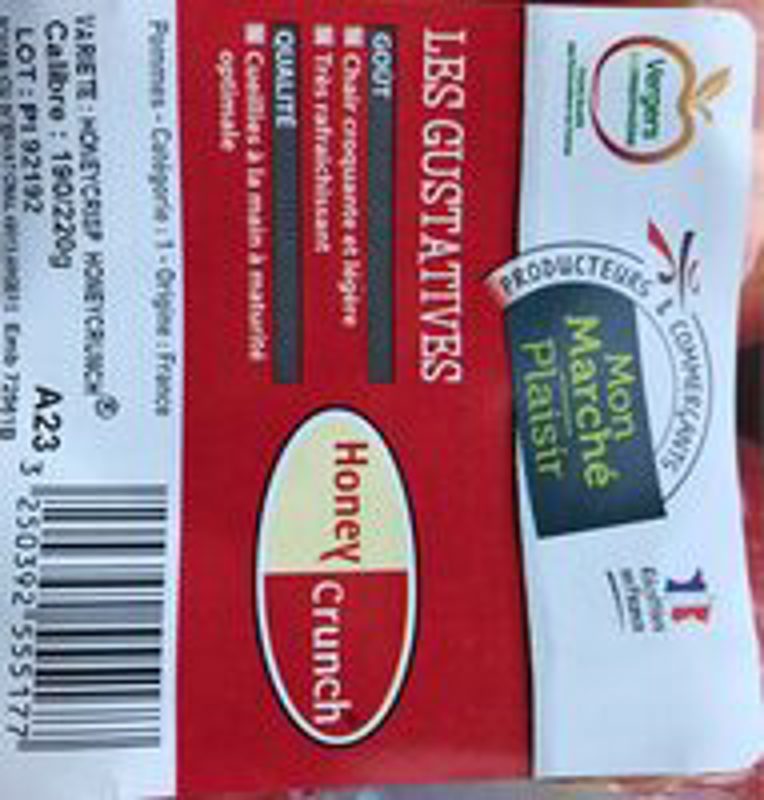 Vergers
PRODUCTEURS & COMMERÇANTS
Mon
Marché
Plaisir
LES GUSTATIVES
GOÛT
■ Chair croquante et légère
■ Très rafraîchissant
QUALITÉ
■ Cueillies à la main à maturité
optimale
Honey Crunch
Pommes - Catégorie : 1 - Origine : France
VARIETE : HONEYCRISP HONEYCRUNCH®
Calibre : 190/220g
A23
LOT : P192192
3 250392 555177